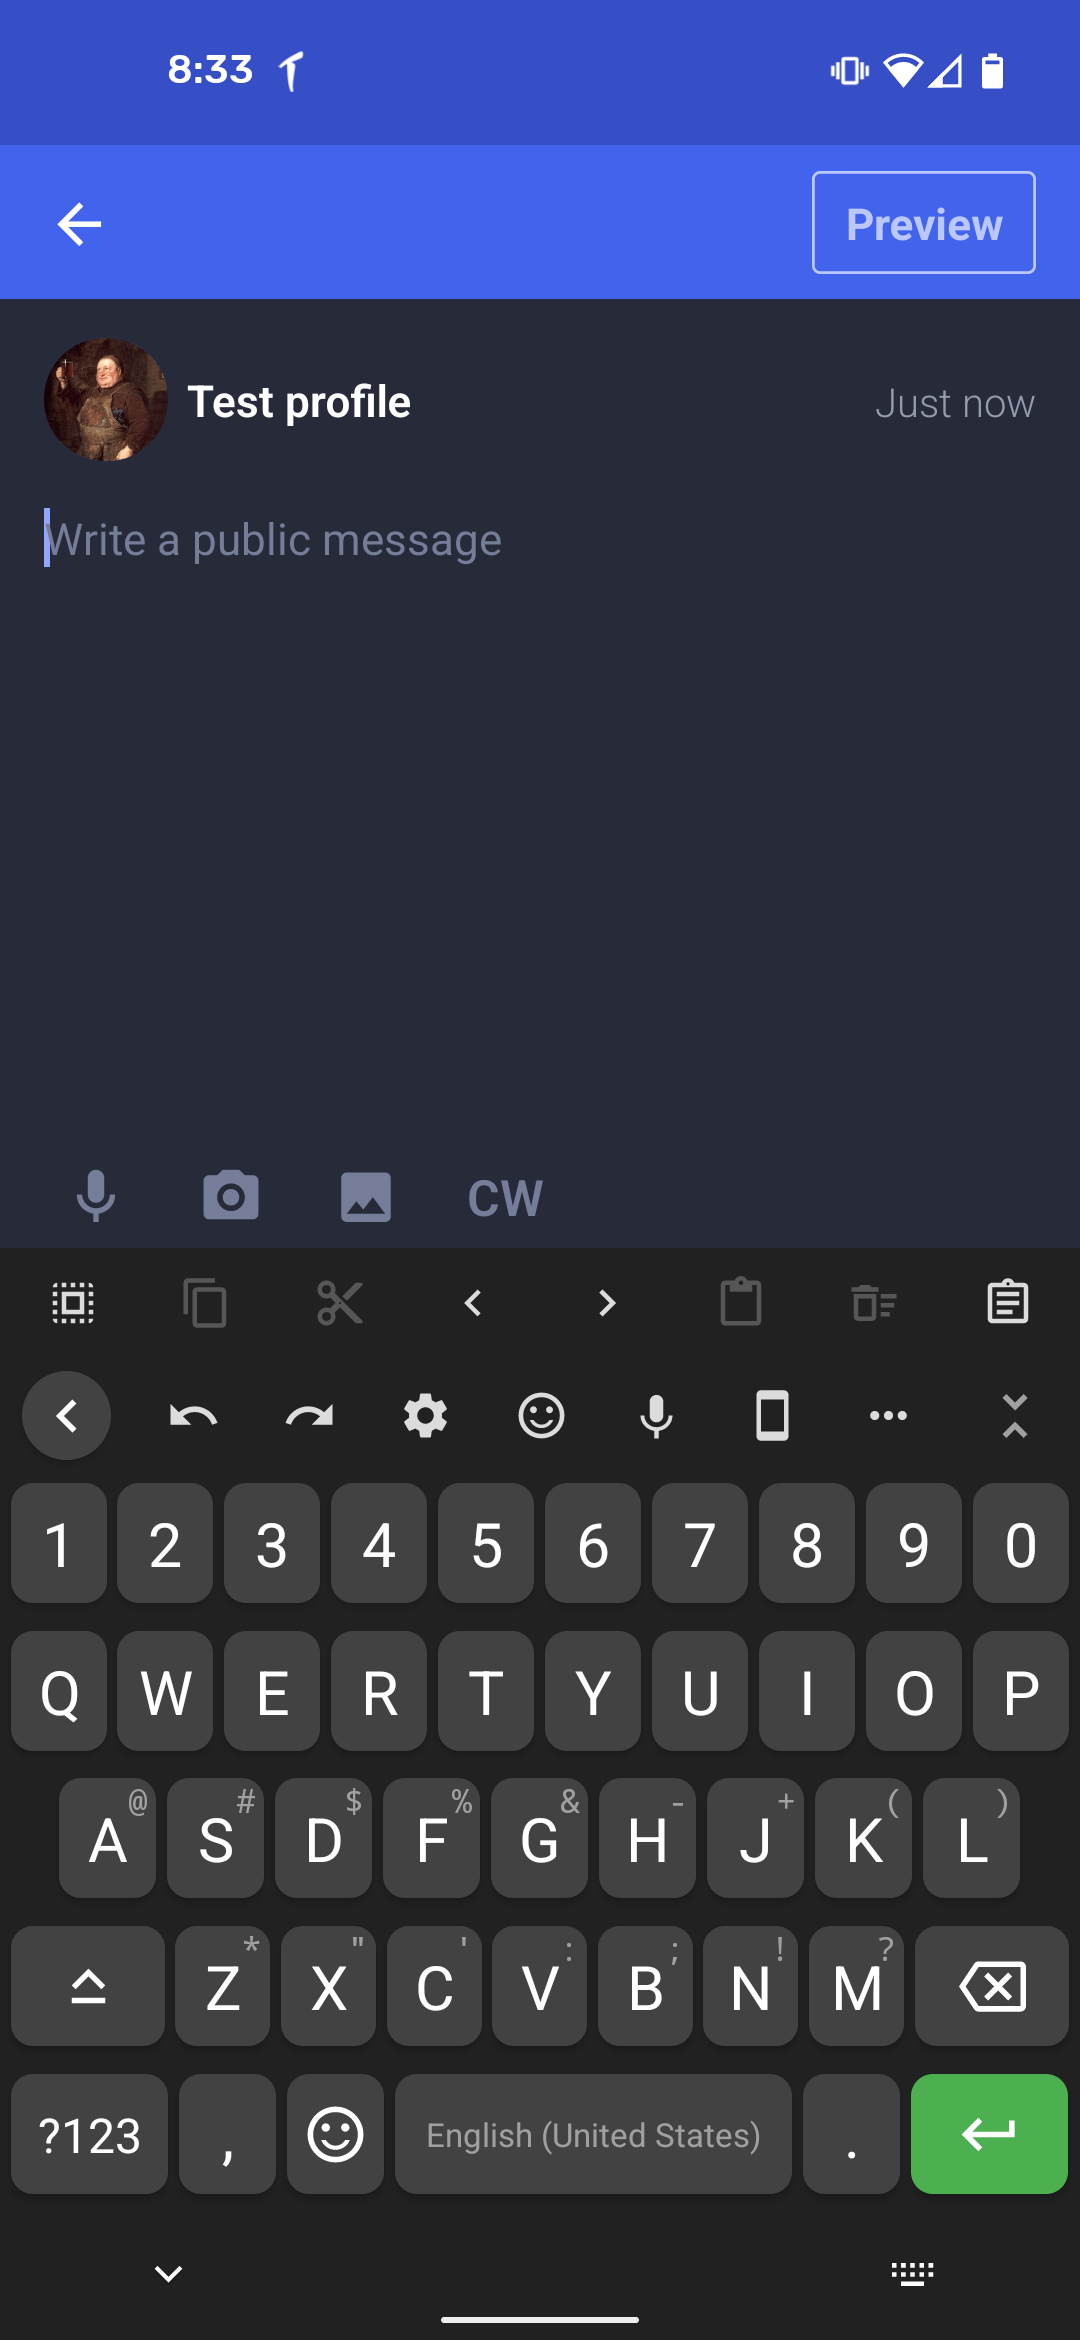 8:33
Preview
Test profile
Just now
Write a public message
CW
1 2 3 4 5 6 7 8 9 0
Q W E R T Y U I O P
@ # $ % & - + ( )
A S D F G H J K L
* " ' : ; ! ?
Z X C V B N M
?123 , English (United States) .